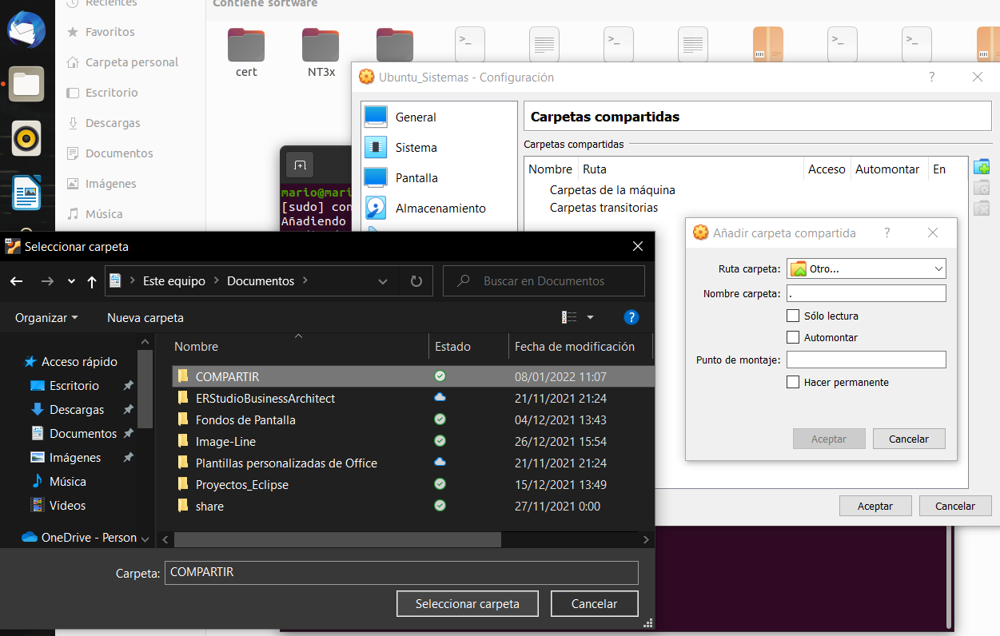 Recientes
Contiene software
Favoritos
Carpeta personal
Escritorio
Descargas
Documentos
Imágenes
Música
cert
NT3x
>_
>_
>_
>_
Ubuntu_Sistemas - Configuración
?
General
Sistema
Pantalla
Almacenamiento
Carpetas compartidas
Carpetas compartidas
Nombre Ruta Acceso Automontar En
Carpetas de la máquina
Carpetas transitorias
mario@mari
[sudo] con
Añadiendo
Añadir carpeta compartida ?
Ruta carpeta: Otro...
Nombre carpeta: .
Sólo lectura
Automontar
Punto de montaje:
Hacer permanente
Aceptar Cancelar
Aceptar Cancelar
Seleccionar carpeta
Este equipo > Documentos >
Buscar en Documentos
Organizar Nueva carpeta ?
Nombre Estado Fecha de modificación
Acceso rápido
Escritorio
Descargas
Documentos
Imágenes
Música
Videos
OneDrive - Person
COMPARTIR 08/01/2022 11:07
ERStudioBusinessArchitect 21/11/2021 21:24
Fondos de Pantalla 04/12/2021 13:43
Image-Line 26/12/2021 15:54
Plantillas personalizadas de Office 21/11/2021 21:24
Proyectos_Eclipse 15/12/2021 13:49
share 27/11/2021 0:00
Carpeta: COMPARTIR
Seleccionar carpeta Cancelar